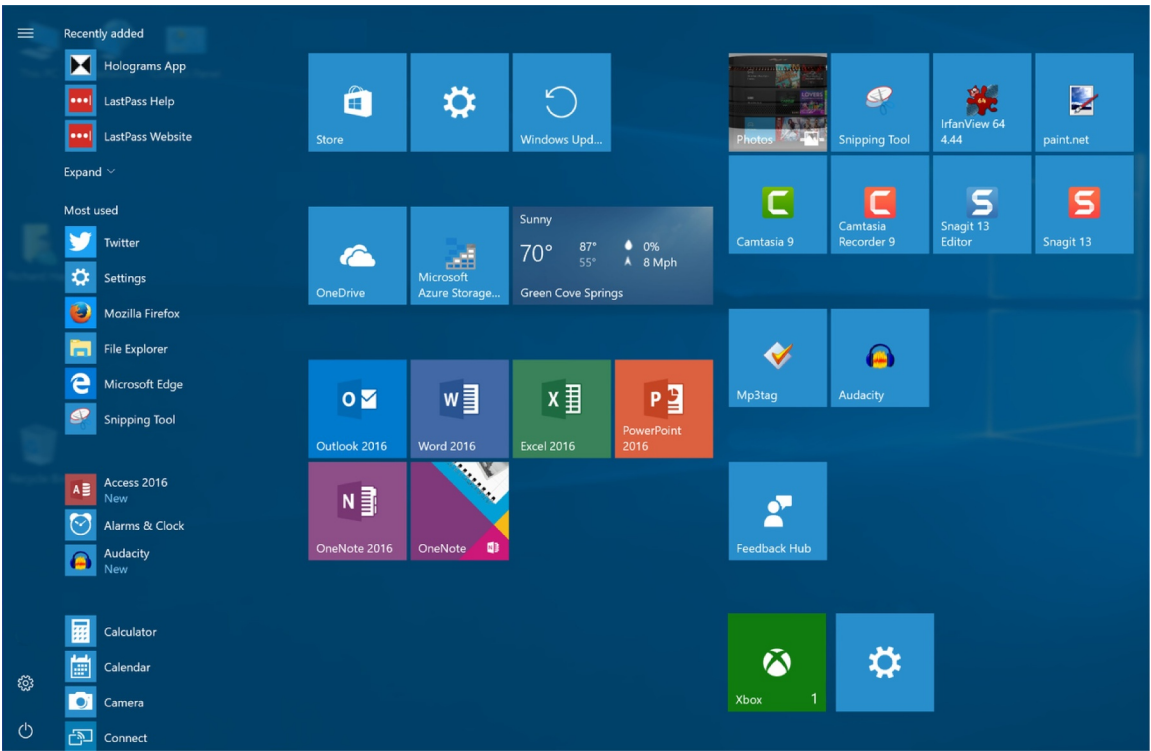 Recently added
Holograms App
LastPass Help
LastPass Website
Expand
Most used
Twitter
Settings
Mozilla Firefox
File Explorer
Microsoft Edge
Snipping Tool
Access 2016
New
Alarms & Clock
Audacity
New
Calculator
Calendar
Camera
Connect
Store
Windows Upd...
OneDrive
Microsoft
Azure Storage...
Sunny
70° 87° 0%
55° 8 Mph
Green Cove Springs
Outlook 2016
Word 2016
Excel 2016
PowerPoint
2016
OneNote 2016
OneNote
Photos
Snipping Tool
IrfanView 64
4.44
paint.net
Camtasia 9
Camtasia
Recorder 9
Snagit 13
Editor
Snagit 13
Mp3tag
Audacity
Feedback Hub
Xbox 1